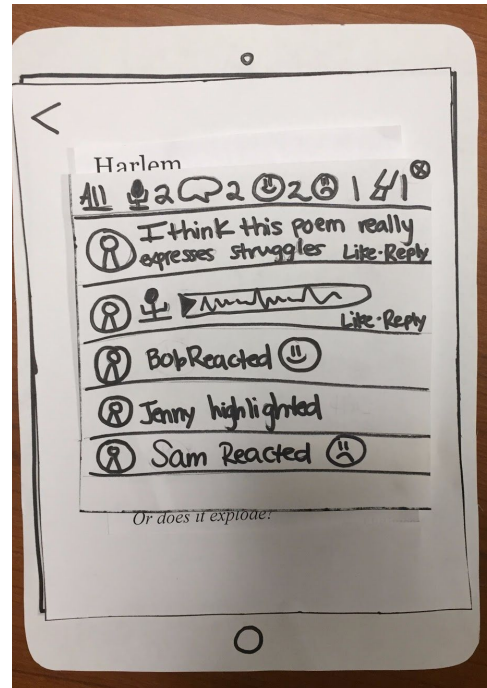 Harlem
All 2 2 2 1 1
I think this poem really
expresses struggles Like·Reply
Like·Reply
Bob Reacted
Jenny highlighted
Sam Reacted
Or does it explode?